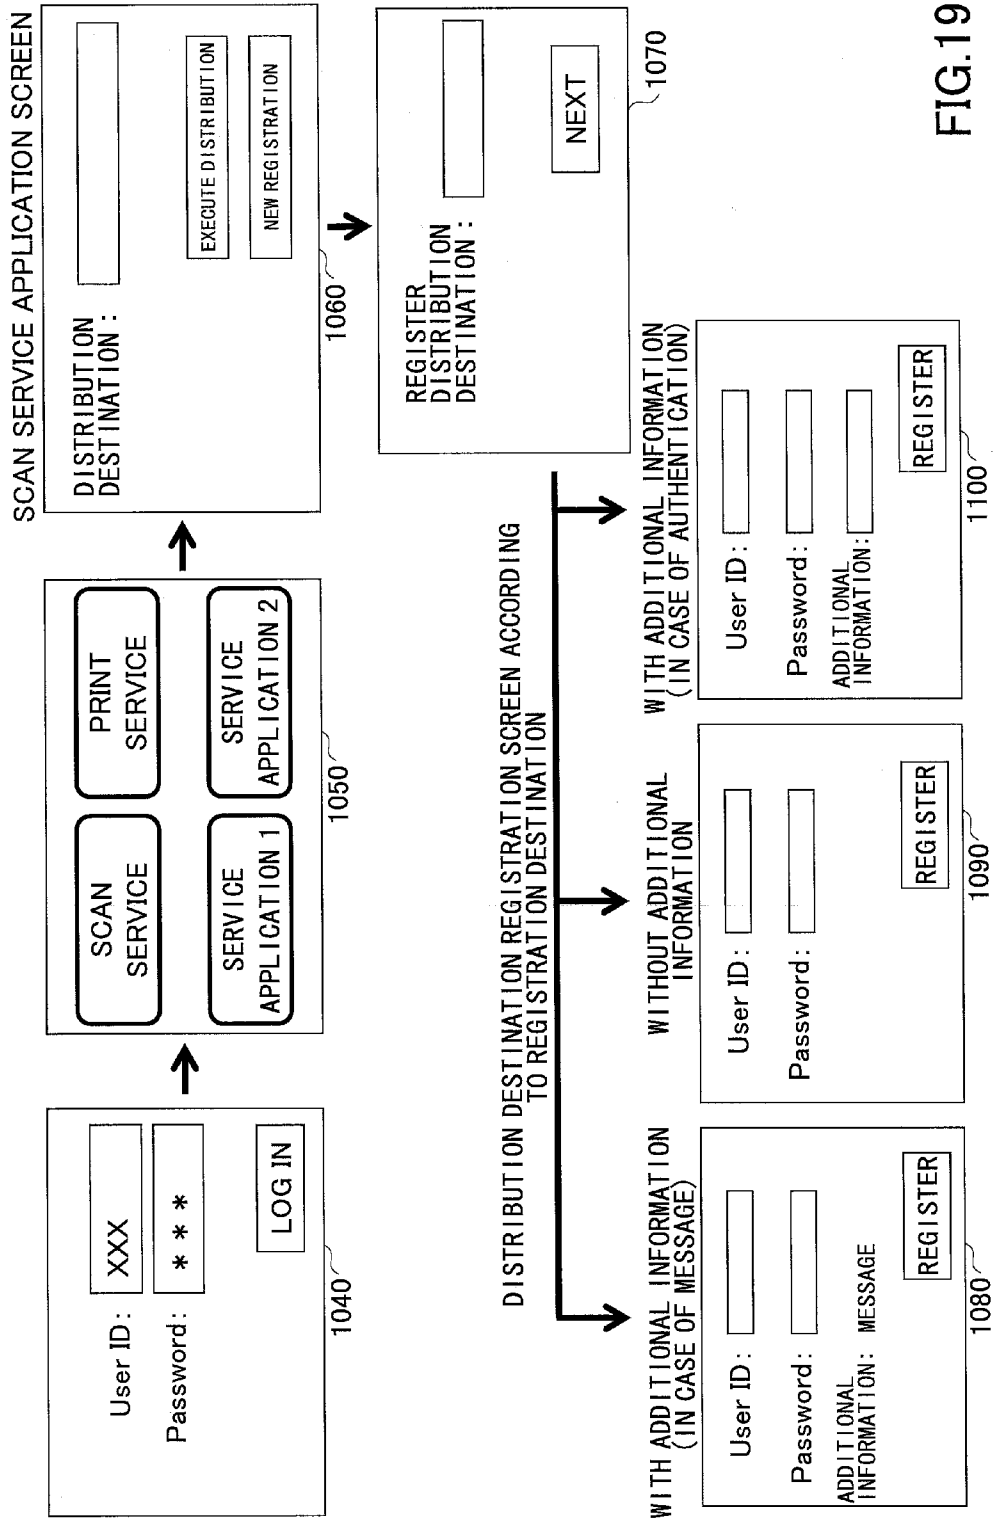 SCAN SERVICE APPLICATION SCREEN
User ID:
XXX
Password:
* * *
LOG IN
1040
SCAN
SERVICE
PRINT
SERVICE
SERVICE
APPLICATION 1
SERVICE
APPLICATION 2
1050
DISTRIBUTION
DESTINATION:
EXECUTE DISTRIBUTION
NEW REGISTRATION
1060
REGISTER
DISTRIBUTION
DESTINATION:
NEXT
1070
DISTRIBUTION DESTINATION REGISTRATION SCREEN ACCORDING
TO REGISTRATION DESTINATION
WITH ADDITIONAL INFORMATION
(IN CASE OF MESSAGE)
User ID:
Password:
ADDITIONAL
INFORMATION: MESSAGE
REGISTER
1080
WITHOUT ADDITIONAL
INFORMATION
User ID:
Password:
REGISTER
1090
WITH ADDITIONAL INFORMATION
(IN CASE OF AUTHENTICATION)
User ID:
Password:
ADDITIONAL
INFORMATION:
REGISTER
1100
FIG.19